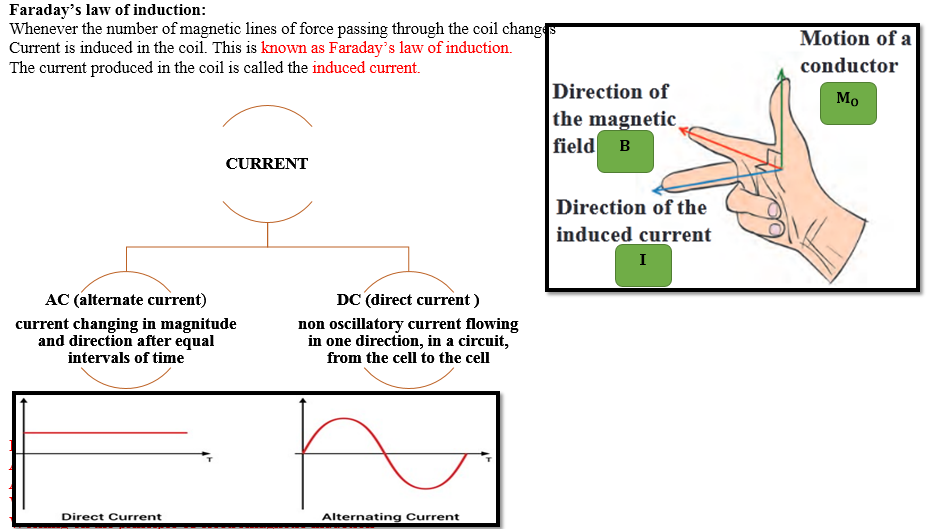 Faraday's law of induction:
Whenever the number of magnetic lines of force passing through the coil changes
Current is induced in the coil. This is known as Faraday's law of induction.
The current produced in the coil is called the induced current.
Motion of a
conductor
Mo
Direction of
the magnetic
field
B
Direction of the
induced current
I
CURRENT
AC (alternate current)
current changing in magnitude
and direction after equal
intervals of time
DC (direct current )
non oscillatory current flowing
in one direction, in a circuit,
from the cell to the cell
T
Direct Current
T
Alternating Current